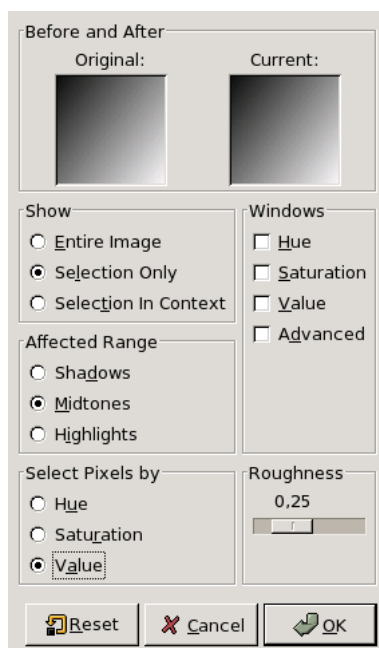 Before and After
Original:
Current:
Show
Entire Image
Selection Only
Selection In Context
Windows
Hue
Saturation
Value
Advanced
Affected Range
Shadows
Midtones
Highlights
Select Pixels by
Hue
Saturation
Value
Roughness
0,25
Reset
Cancel
OK